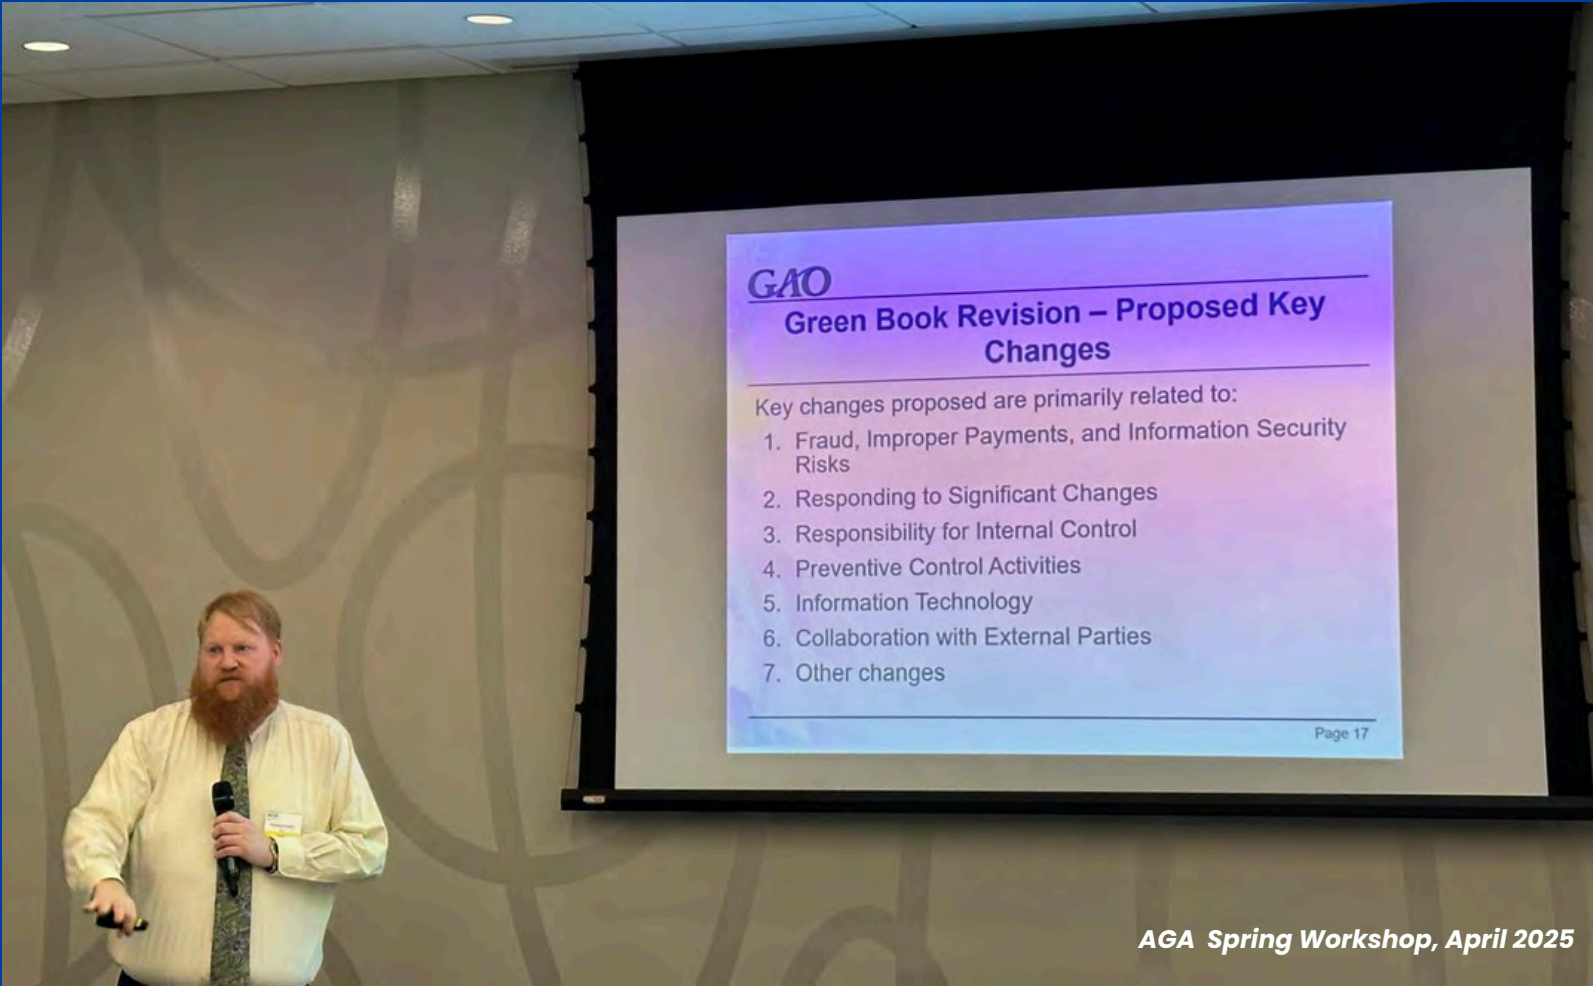 GAO
Green Book Revision – Proposed Key
Changes
Key changes proposed are primarily related to:
1. Fraud, Improper Payments, and Information Security
Risks
2. Responding to Significant Changes
3. Responsibility for Internal Control
4. Preventive Control Activities
5. Information Technology
6. Collaboration with External Parties
7. Other changes
Page 17
AGA Spring Workshop, April 2025